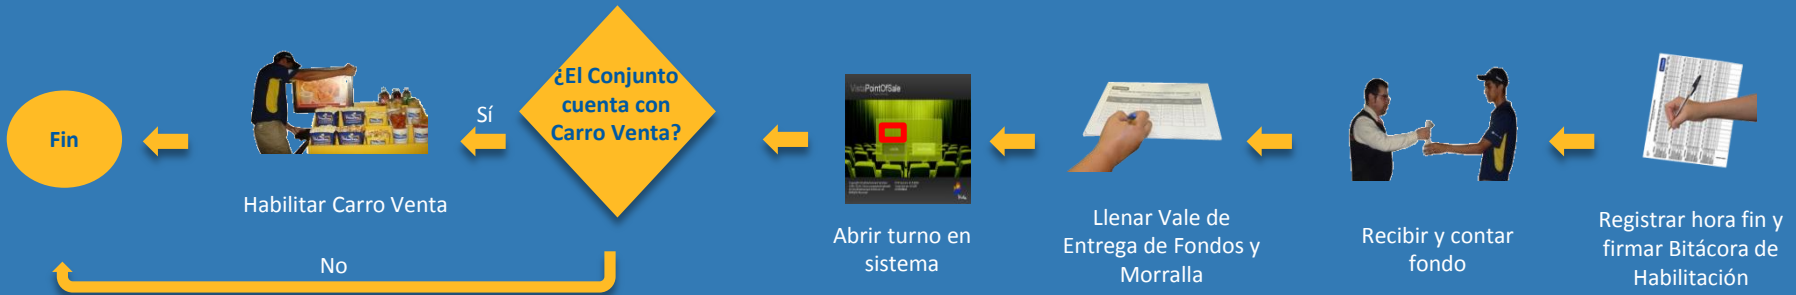 Fin
Habilitar Carro Venta
Sí
No
¿El Conjunto
cuenta con
Carro Venta?
VistaPointOfSale
Abrir turno en
sistema
Llenar Vale de
Entrega de Fondos y
Morralla
Recibir y contar
fondo
Registrar hora fin y
firmar Bitácora de
Habilitación